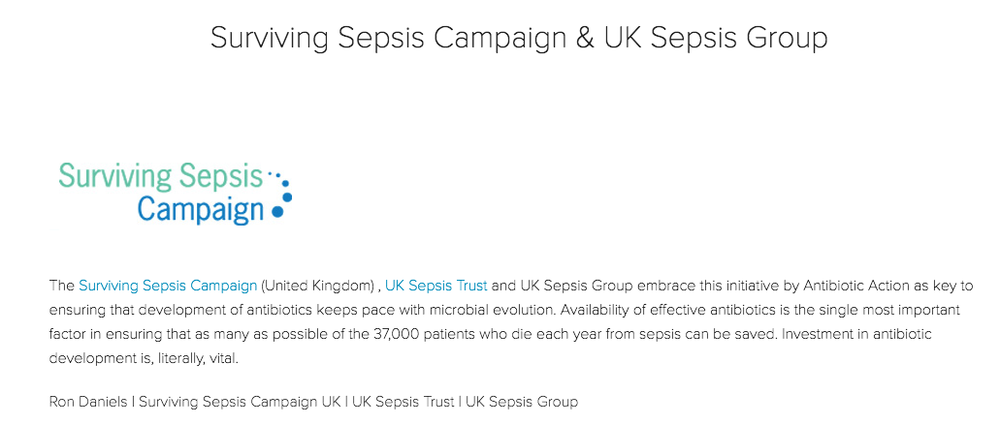 Surviving Sepsis Campaign & UK Sepsis Group
Surviving Sepsis
Campaign
The Surviving Sepsis Campaign (United Kingdom) , UK Sepsis Trust and UK Sepsis Group embrace this initiative by Antibiotic Action as key to
ensuring that development of antibiotics keeps pace with microbial evolution. Availability of effective antibiotics is the single most important
factor in ensuring that as many as possible of the 37,000 patients who die each year from sepsis can be saved. Investment in antibiotic
development is, literally, vital.
Ron Daniels | Surviving Sepsis Campaign UK | UK Sepsis Trust | UK Sepsis Group